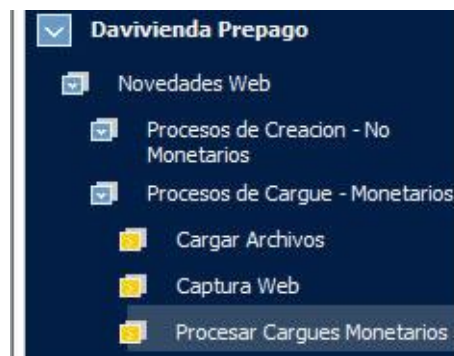 Davivienda Prepago
Novedades Web
Procesos de Creacion - No
Monetarios
Procesos de Cargue - Monetarios
Cargar Archivos
Captura Web
Procesar Cargues Monetarios